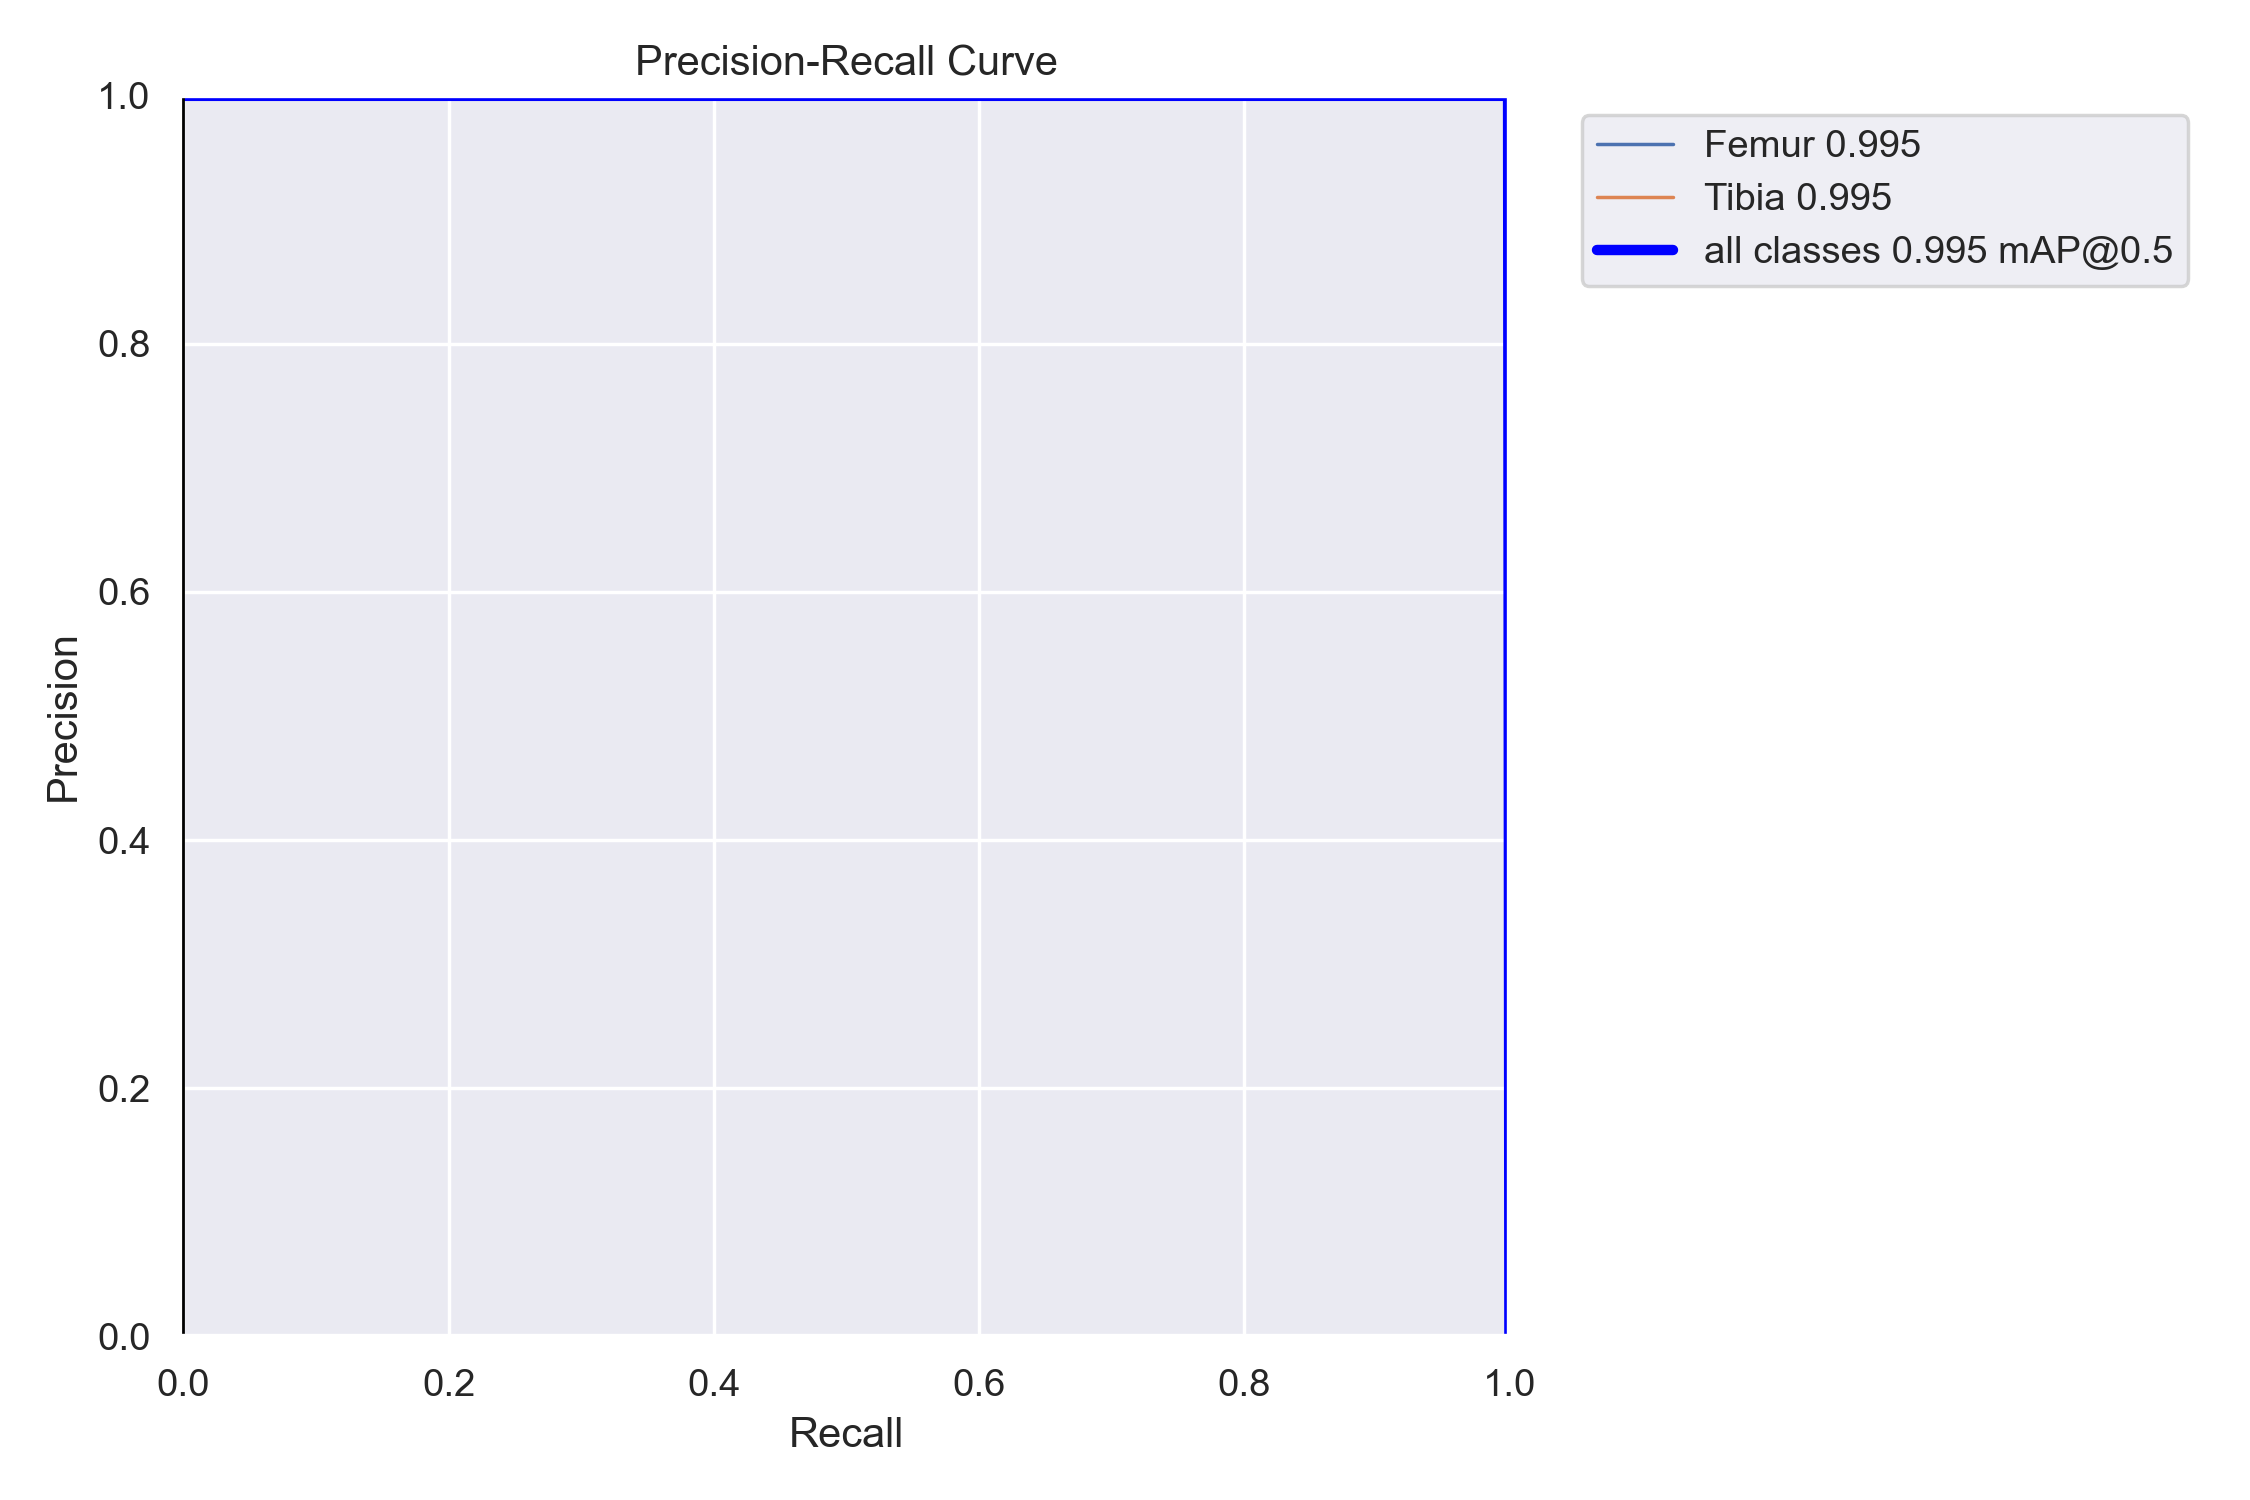 Precision-Recall Curve
1.0
0.8
0.6
0.4
0.2
0.0
Precision
0.0 0.2 0.4 0.6 0.8 1.0
Recall
Femur 0.995
Tibia 0.995
all classes 0.995 mAP@0.5